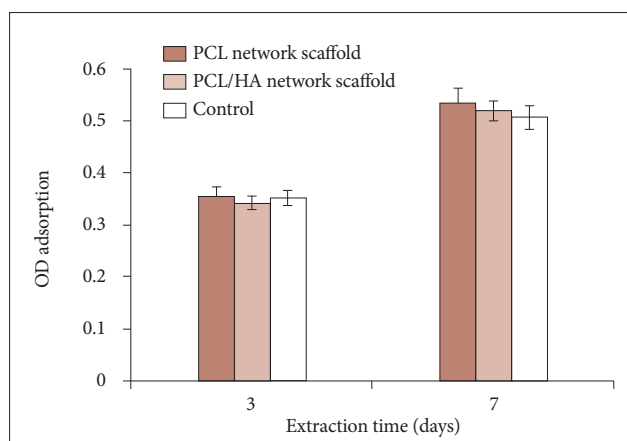 PCL network scaffold
PCL/HA network scaffold
Control
0.6
0.5
0.4
0.3
0.2
0.1
0
OD adsorption
3
7
Extraction time (days)